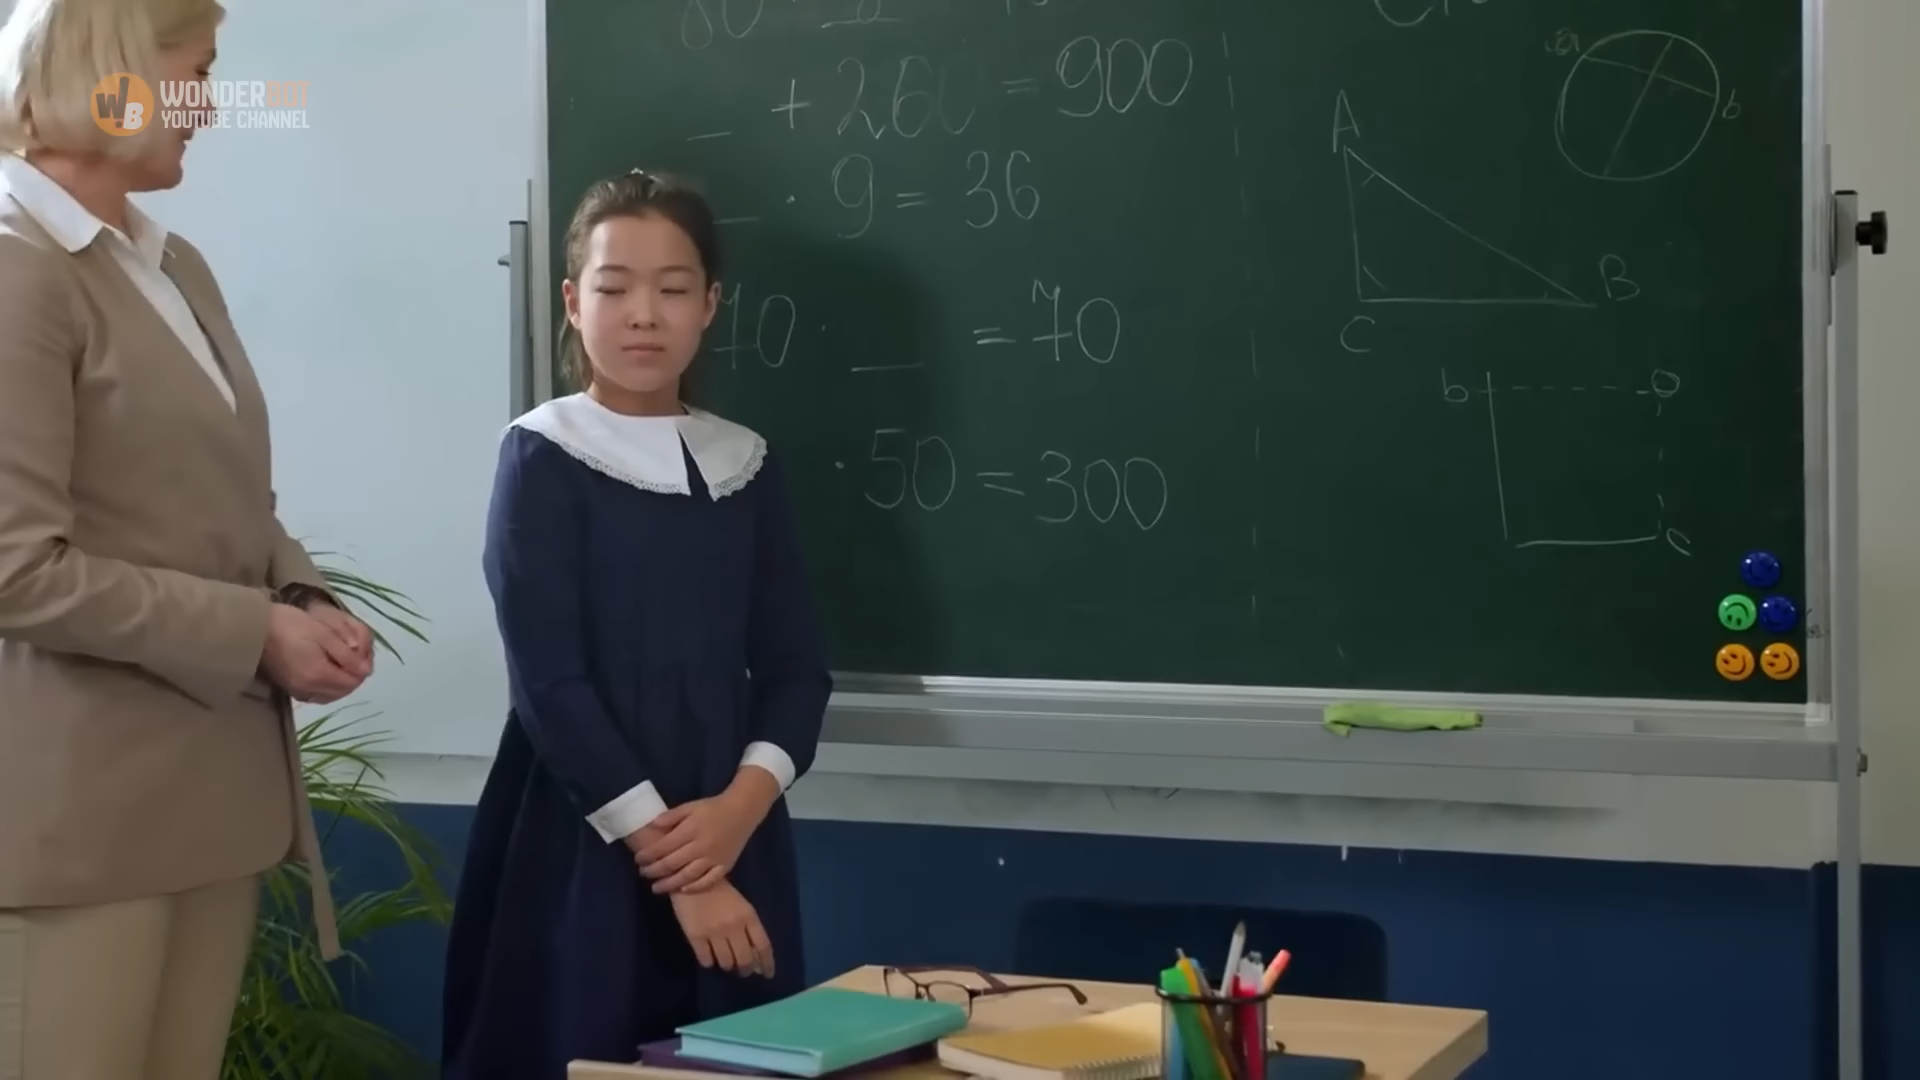 WONDERBOT
YOUTUBE CHANNEL
_ + 260 = 900
_ · 9 = 36
70 · _ = 70
· 50 = 300
a
b
A
B
C
b
c